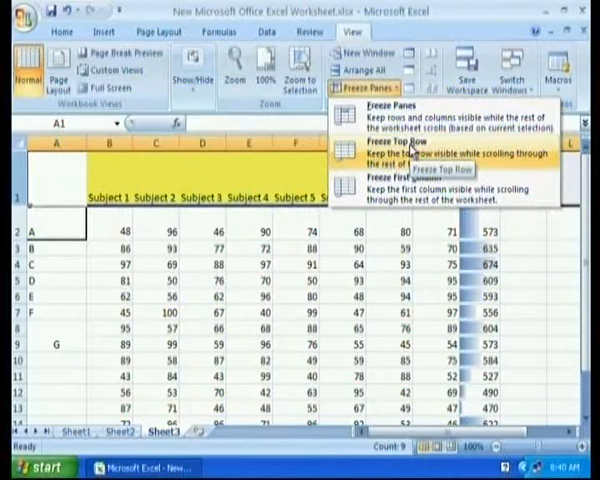 New Microsoft Office Excel Worksheet.xlsx - Microsoft Excel
Home Insert Page Layout Formulas Data Review View
Normal
Page Layout
Page Break Preview
Custom Views
Full Screen
Workbook Views
Show/Hide
Zoom
100%
Zoom to Selection
Zoom
New Window
Arrange All
Freeze Panes
Save Workspace
Switch Windows
Macros
Macros
Freeze Panes
Keep rows and columns visible while the rest of
the worksheet scrolls (based on current selection)
Freeze Top Row
Keep the top row visible while scrolling through
the rest of
Freeze Top Row
Freeze First Column
Keep the first column visible while scrolling
through the rest of the worksheet.
A1 fx
A B C D E F L
1 Subject 1 Subject 2 Subject 3 Subject 4 Subject 5
2 A 48 96 46 90 74 68 80 71 573
3 B 86 93 77 72 88 90 59 70 635
4 C 97 69 88 97 91 64 93 75 674
5 D 81 50 76 70 50 93 94 95 609
6 E 62 56 62 96 80 48 94 95 593
7 F 45 100 67 40 99 47 61 97 556
8 95 57 66 68 88 65 76 89 604
9 G 89 99 59 96 76 55 45 54 573
10 89 58 87 82 49 59 85 75 584
11 43 84 43 99 40 78 88 52 527
12 56 53 70 42 63 95 42 69 490
13 87 71 46 48 55 67 49 47 470
14
Sheet1 Sheet2 Sheet3
Ready Count: 9 100%
start Microsoft Excel - New... 6:40 AM